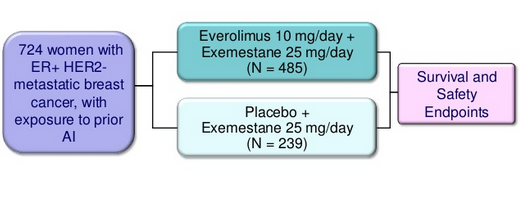 724 women with
ER+ HER2-
metastatic breast
cancer, with
exposure to prior
AI
Everolimus 10 mg/day +
Exemestane 25 mg/day
(N = 485)
Placebo +
Exemestane 25 mg/day
(N = 239)
Survival and
Safety
Endpoints